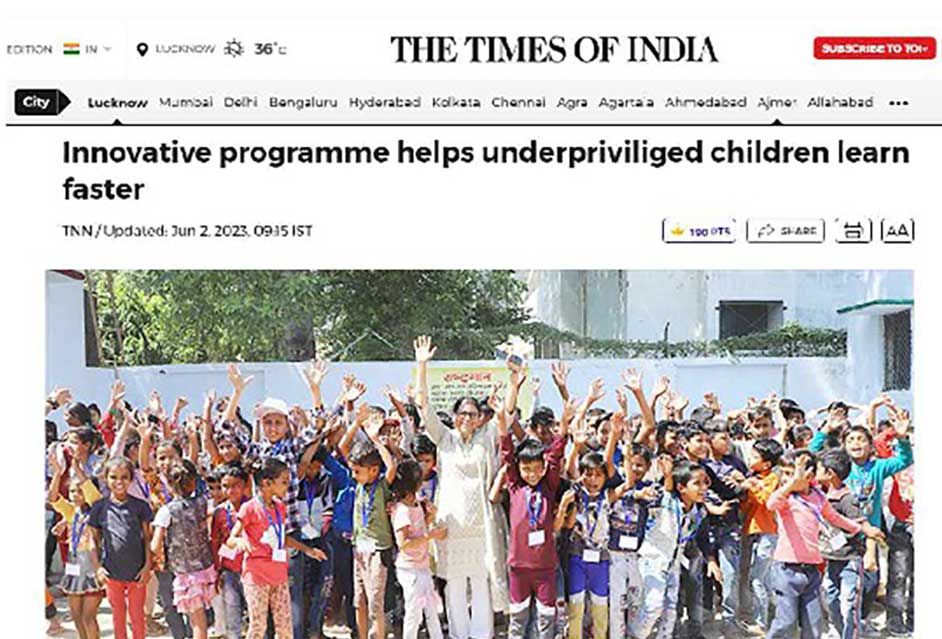 EDITION IN LUCKNOW 36°C THE TIMES OF INDIA SUBSCRIBE TO TOI
City Lucknow Mumbai Delhi Bengaluru Hyderabad Kolkata Chennai Agra Agartala Ahmedabad Ajmer Allahabad •••
Innovative programme helps underpriviliged children learn
faster
TNN / Updated: Jun 2, 2023, 09:15 IST
190 PTS SHARE AA
राष्ट्रगान